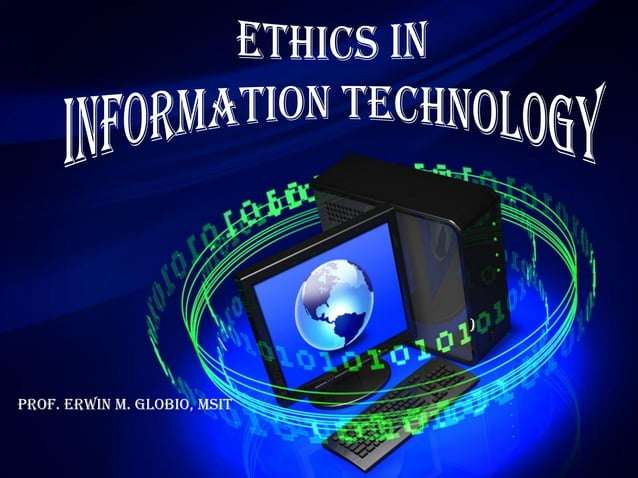 ETHICS IN
INFORMATION TECHNOLOGY
PROF. ERWIN M. GLOBIO, MSIT